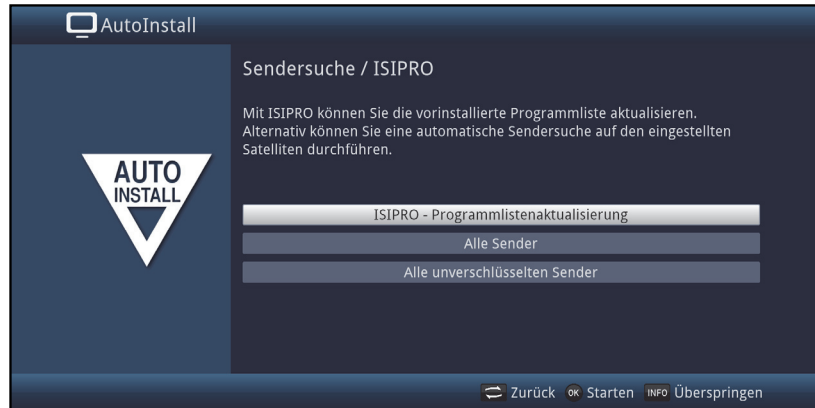 AutoInstall
Sendersuche / ISIPRO
Mit ISIPRO können Sie die vorinstallierte Programmliste aktualisieren.
Alternativ können Sie eine automatische Sendersuche auf den eingestellten
Satelliten durchführen.
AUTO
INSTALL
ISIPRO - Programmlistenaktualisierung
Alle Sender
Alle unverschlüsselten Sender
Zurück OK Starten INFO Überspringen